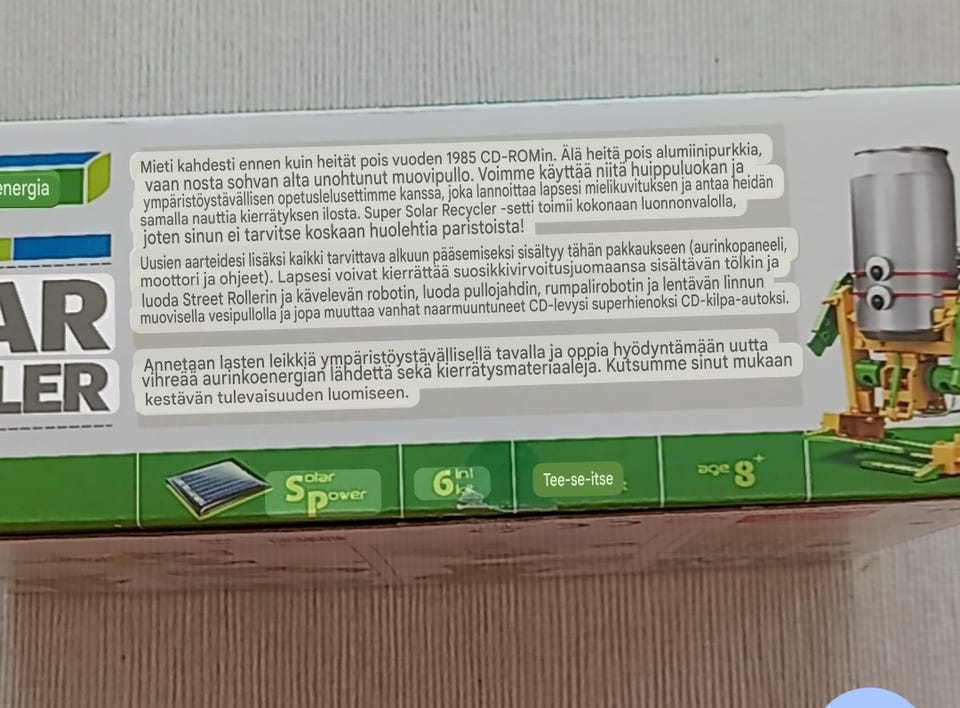 energia
AR
LER
Mieti kahdesti ennen kuin heität pois vuoden 1985 CD-ROMin. Älä heitä pois alumiinipurkkia,
vaan nosta sohvan alta unohtunut muovipullo. Voimme käyttää niitä huippuluokan ja
ympäristöystävällisen opetuslelusettimme kanssa, joka lannoittaa lapsesi mielikuvituksen ja antaa heidän
samalla nauttia kierrätyksen ilosta. Super Solar Recycler -setti toimii kokonaan luonnonvalolla,
joten sinun ei tarvitse koskaan huolehtia paristoista!
Uusien aarteidesi lisäksi kaikki tarvittava alkuun pääsemiseksi sisältyy tähän pakkaukseen (aurinkopaneeli,
moottori ja ohjeet). Lapsesi voivat kierrättää suosikkivirvoitusjuomaansa sisältävän tölkin ja
luoda Street Rollerin ja kävelevän robotin, luoda pullojahdin, rumpalirobotin ja lentävän linnun
muovisella vesipullolla ja jopa muuttaa vanhat naarmuuntuneet CD-levysi superhienoksi CD-kilpa-autoksi.
Annetaan lasten leikkiä ympäristöystävällisellä tavalla ja oppia hyödyntämään uutta
vihreää aurinkoenergian lähdettä sekä kierrätysmateriaaleja. Kutsumme sinut mukaan
kestävän tulevaisuuden luomiseen.
Solar Power
6 in1
Tee-se-itse
age 8+